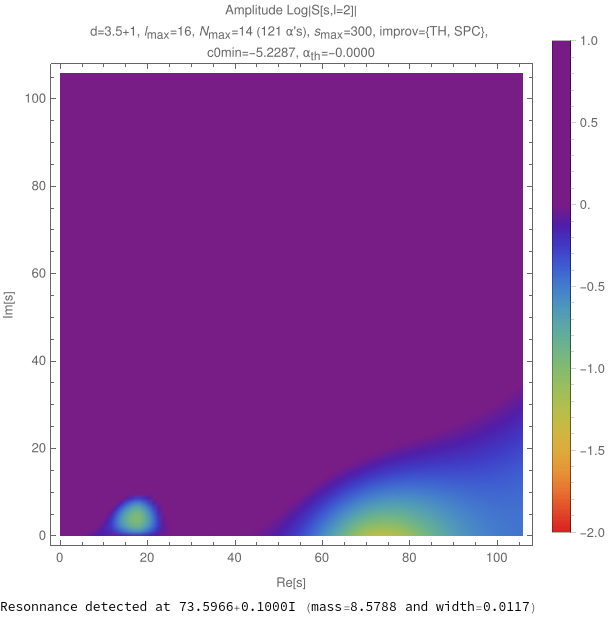 Amplitude Log|S[s,l=2]|
d=3.5+1, lmax=16, Nmax=14 (121 α's), smax=300, improv={TH, SPC},
c0min=−5.2287, αth=−0.0000
Im[s]
100
80
60
40
20
0
0 20 40 60 80 100
Re[s]
1.0
0.5
0.
−0.5
−1.0
−1.5
−2.0
Resonnance detected at 73.5966+0.1000I (mass=8.5788 and width=0.0117)